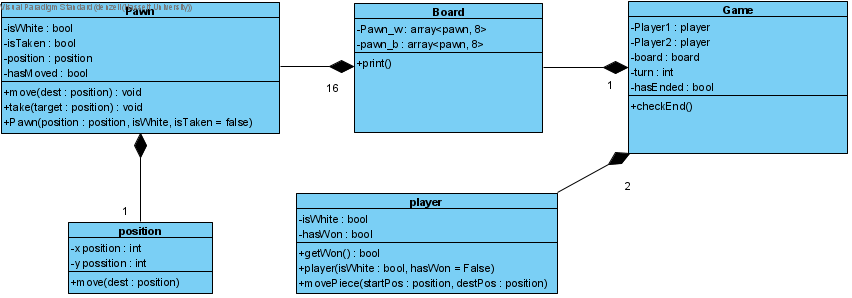 Visual Paradigm Standard(denzell(Hassett University))
Pawn
-isWhite : bool
-isTaken : bool
-position : position
-hasMoved : bool
+move(dest : position) : void
+take(target : position) : void
+Pawn(position : position, isWhite, isTaken = false)
16
Board
-Pawn_w : array<pawn, 8>
-pawn_b : array<pawn, 8>
+print()
1
Game
-Player1 : player
-Player2 : player
-board : board
-turn : int
-hasEnded : bool
+checkEnd()
2
1
position
-x position : int
-y possition : int
+move(dest : position)
player
-isWhite : bool
-hasWon : bool
+getWon() : bool
+player(isWhite : bool, hasWon = False)
+movePiece(startPos : position, destPos : position)